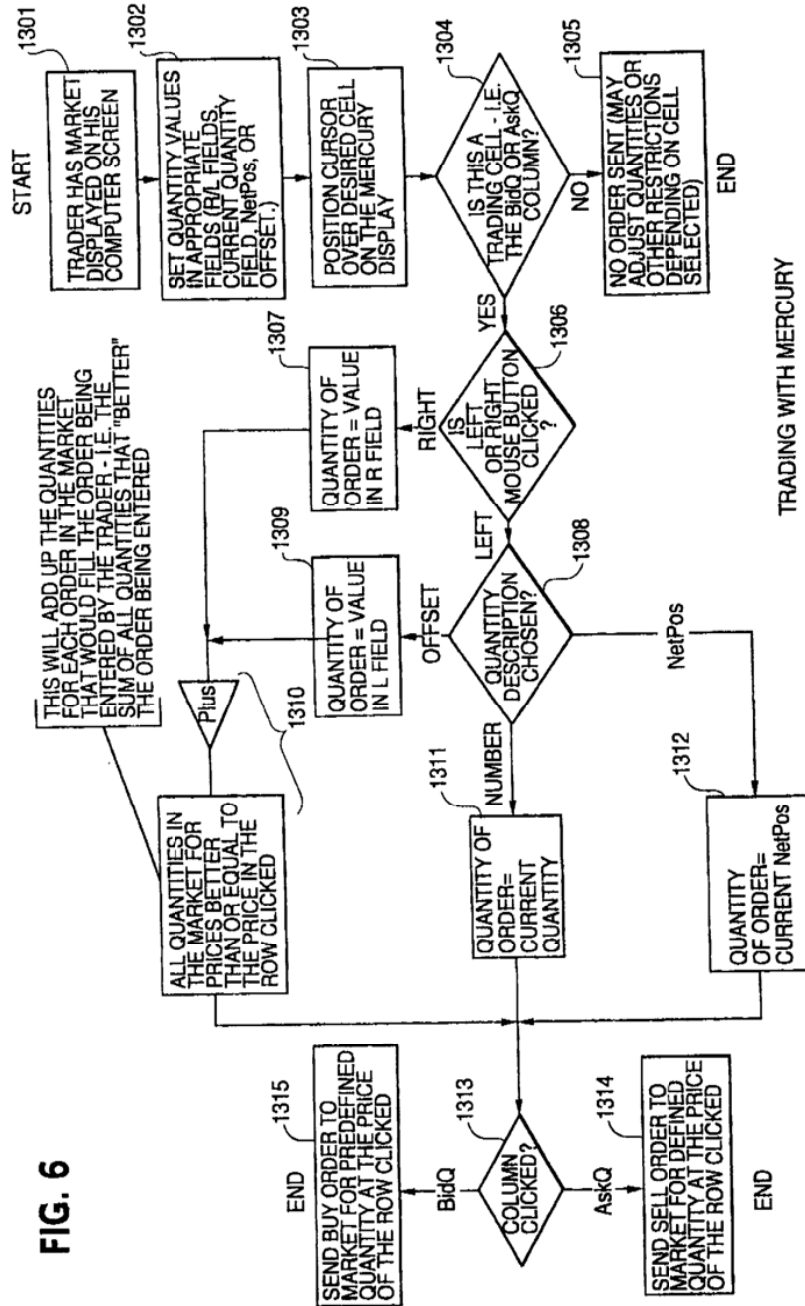 FIG. 6
START
1301
TRADER HAS MARKET
DISPLAYED ON HIS
COMPUTER SCREEN
1302
SET QUANTITY VALUES
IN APPROPRIATE
FIELDS (R/L FIELDS,
CURRENT QUANTITY
FIELD, NetPos, OR
OFFSET.)
1303
POSITION CURSOR
OVER DESIRED CELL
ON THE MERCURY
DISPLAY
1304
IS THIS A
TRADING CELL - I.E.
THE BidQ OR AskQ
COLUMN?
NO
1305
NO ORDER SENT (MAY
ADJUST QUANTITIES OR
OTHER RESTRICTIONS
DEPENDING ON CELL
SELECTED)
END
YES
1306
IS
LEFT
OR RIGHT
MOUSE BUTTON
CLICKED
?
RIGHT
1307
QUANTITY OF
ORDER = VALUE
IN R FIELD
LEFT
1308
QUANTITY
DESCRIPTION
CHOSEN?
OFFSET
1309
QUANTITY OF
ORDER = VALUE
IN L FIELD
Plus
1310
THIS WILL ADD UP THE QUANTITIES
FOR EACH ORDER IN THE MARKET
THAT WOULD FILL THE ORDER BEING
ENTERED BY THE TRADER - I.E. THE
SUM OF ALL QUANTITIES THAT "BETTER"
THE ORDER BEING ENTERED
ALL QUANTITIES IN
THE MARKET FOR
PRICES BETTER
THAN OR EQUAL TO
THE PRICE IN THE
ROW CLICKED
NUMBER
1311
QUANTITY OF
ORDER=
CURRENT
QUANTITY
NetPos
1312
QUANTITY
OF ORDER=
CURRENT NetPos
1313
COLUMN
CLICKED?
BidQ
1315
SEND BUY ORDER TO
MARKET FOR PREDEFINED
QUANTITY AT THE PRICE
OF THE ROW CLICKED
END
AskQ
1314
SEND SELL ORDER TO
MARKET FOR DEFINED
QUANTITY AT THE PRICE
OF THE ROW CLICKED
END
TRADING WITH MERCURY